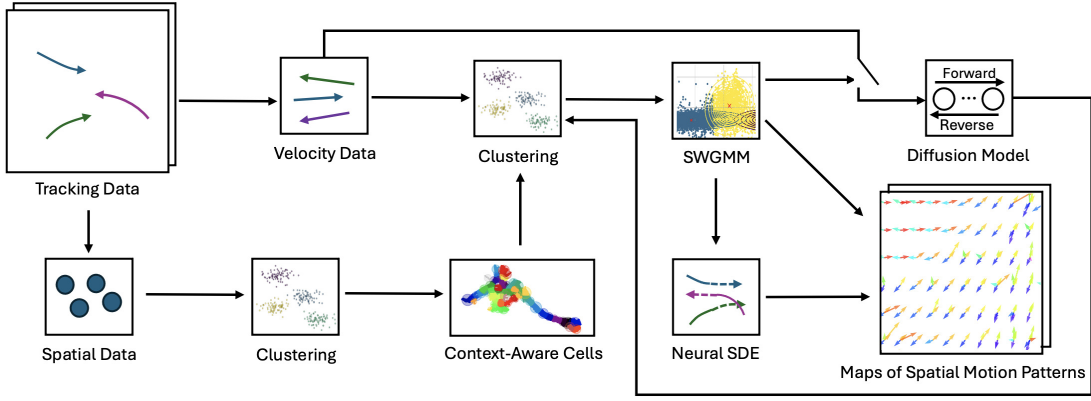 Forward
...
Reverse
Velocity Data
Clustering
SWGMM
Diffusion Model
Tracking Data
Spatial Data
Clustering
Context-Aware Cells
Neural SDE
Maps of Spatial Motion Patterns